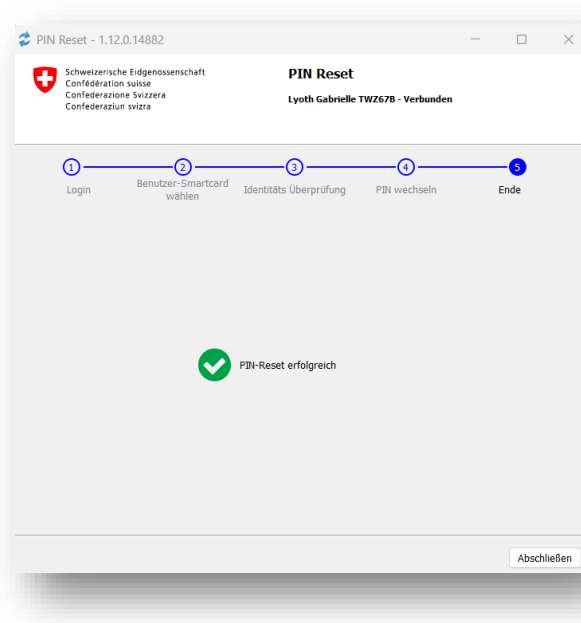 PIN Reset - 1.12.0.14882
Schweizerische Eidgenossenschaft
Confédération suisse
Confederazione Svizzera
Confederaziun svizra
PIN Reset
Lyoth Gabrielle TWZ67B - Verbunden
1
2
3
4
5
Login
Benutzer-Smartcard
wählen
Identitäts Überprüfung
PIN wechseln
Ende
PIN-Reset erfolgreich
Abschließen